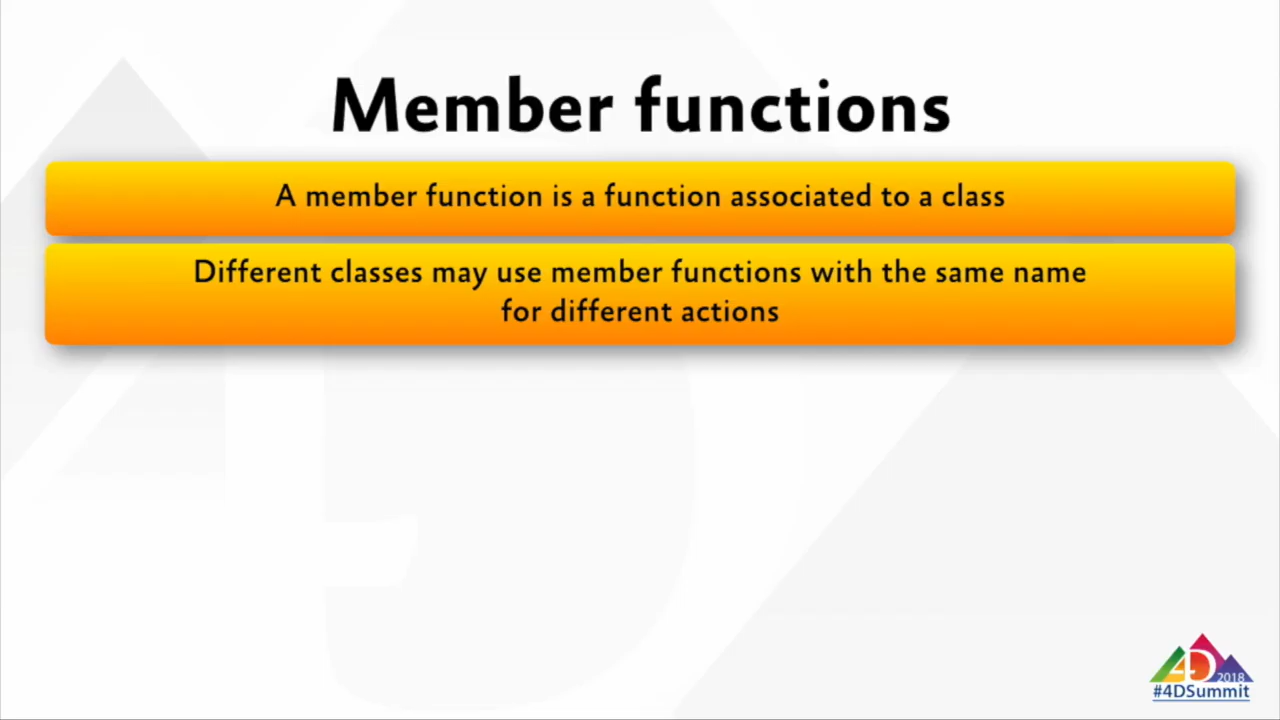 Member functions
A member function is a function associated to a class
Different classes may use member functions with the same name
for different actions
4D
2018
#4DSummit